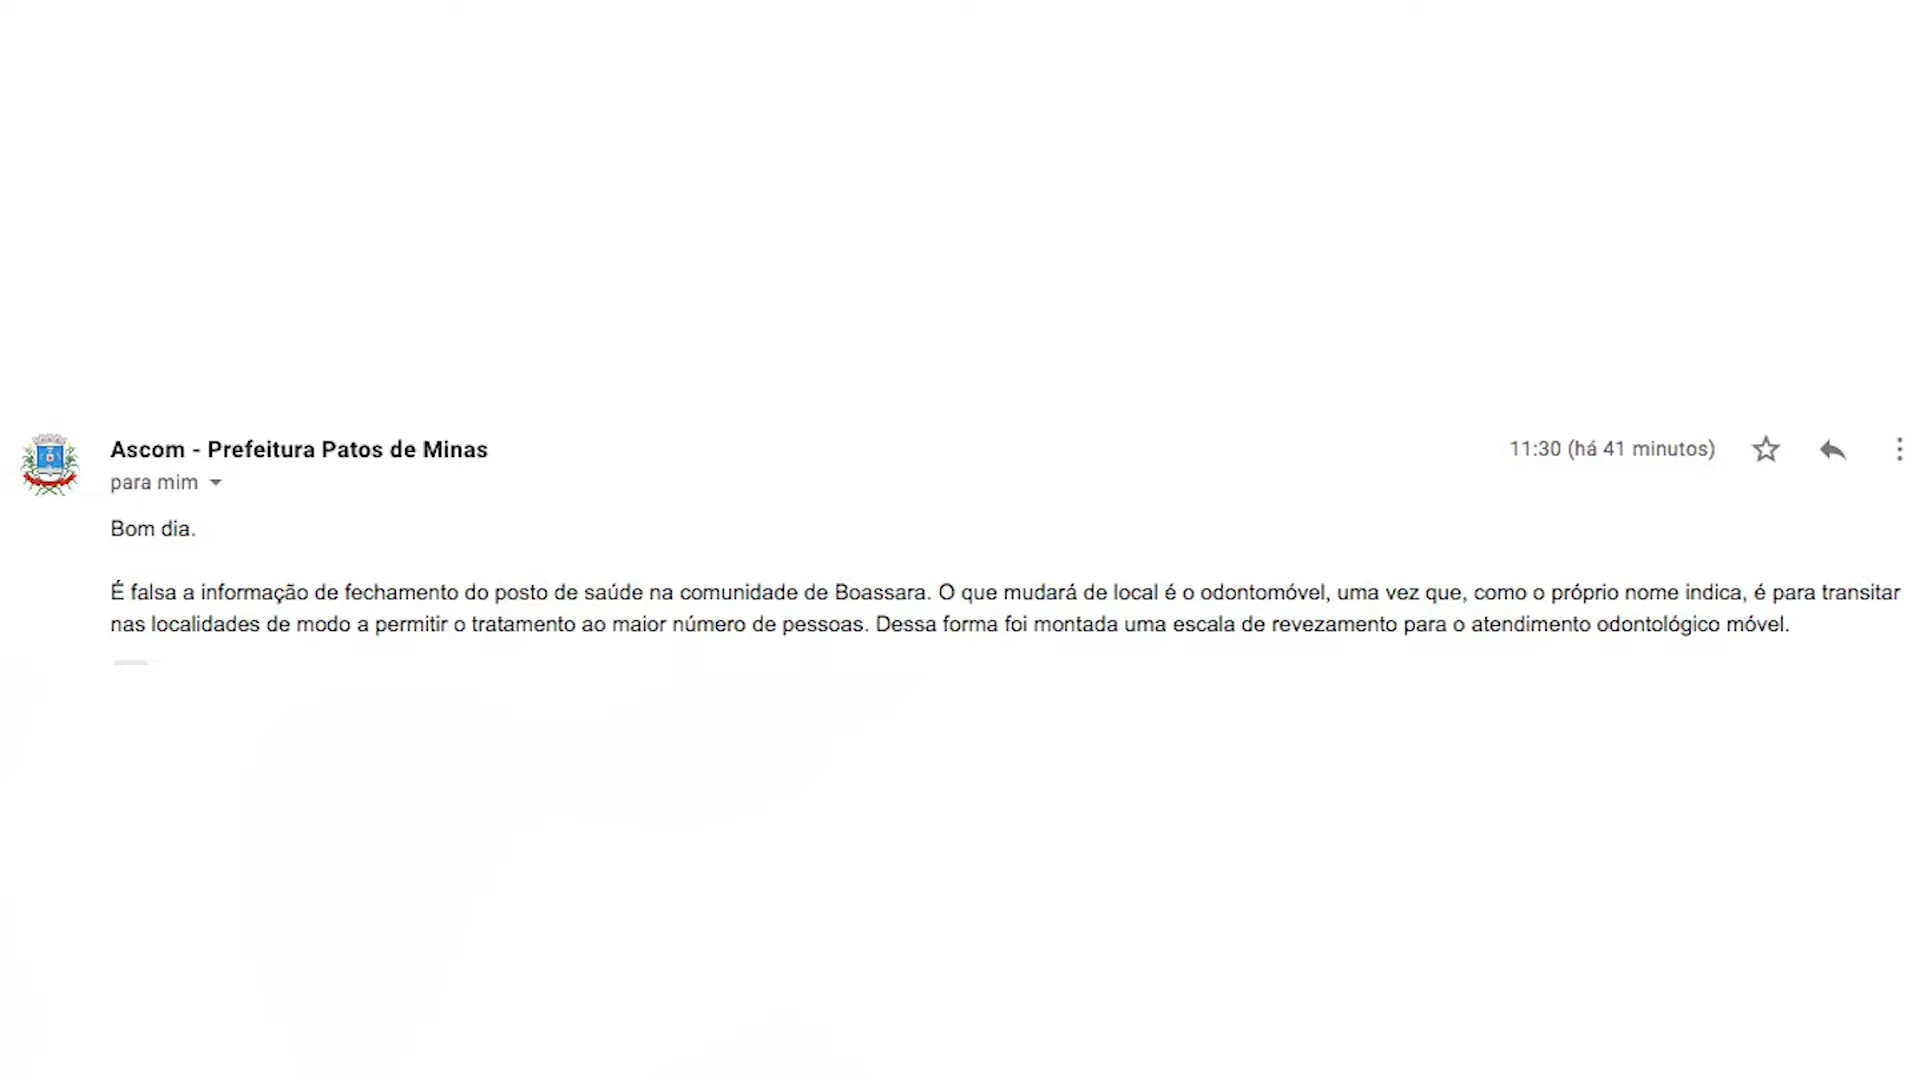 Ascom - Prefeitura Patos de Minas
11:30 (há 41 minutos)
para mim
Bom dia.
É falsa a informação de fechamento do posto de saúde na comunidade de Boassara. O que mudará de local é o odontomóvel, uma vez que, como o próprio nome indica, é para transitar
nas localidades de modo a permitir o tratamento ao maior número de pessoas. Dessa forma foi montada uma escala de revezamento para o atendimento odontológico móvel.